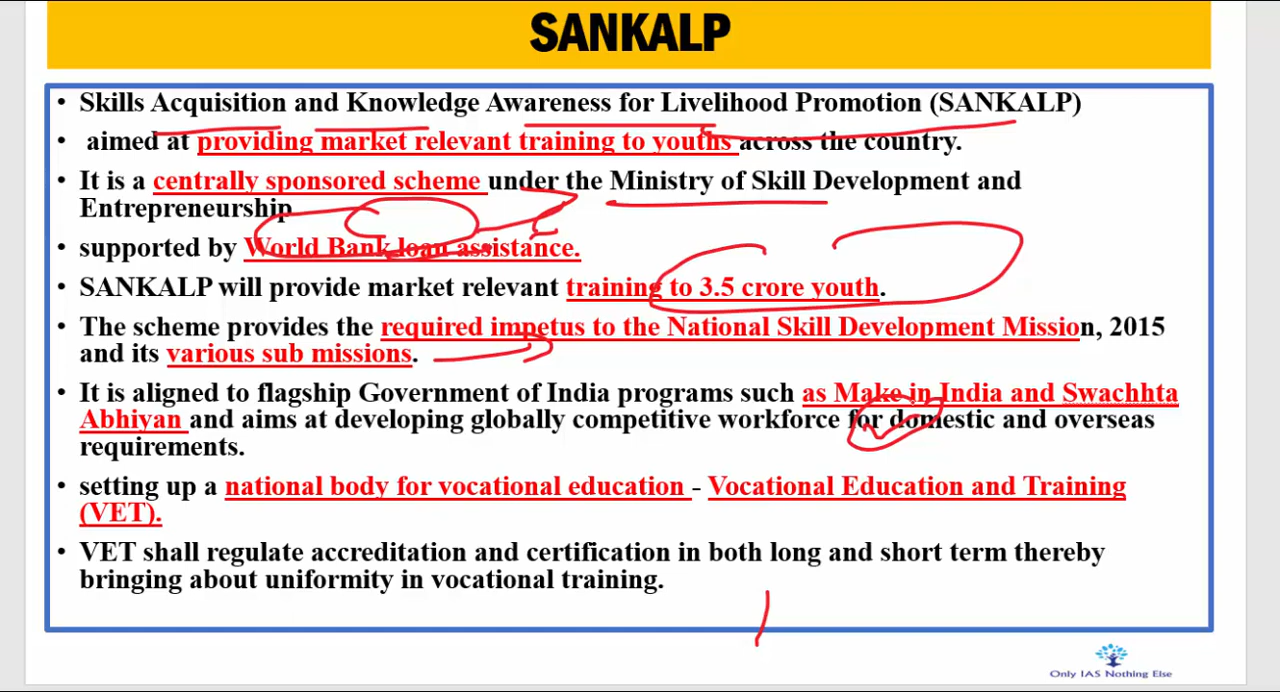 SANKALP
• Skills Acquisition and Knowledge Awareness for Livelihood Promotion (SANKALP)
• aimed at providing market relevant training to youths across the country.
• It is a centrally sponsored scheme under the Ministry of Skill Development and
Entrepreneurship
• supported by World Bank loan assistance.
• SANKALP will provide market relevant training to 3.5 crore youth.
• The scheme provides the required impetus to the National Skill Development Mission, 2015
and its various sub missions.
• It is aligned to flagship Government of India programs such as Make in India and Swachhta
Abhiyan and aims at developing globally competitive workforce for domestic and overseas
requirements.
• setting up a national body for vocational education - Vocational Education and Training
(VET).
• VET shall regulate accreditation and certification in both long and short term thereby
bringing about uniformity in vocational training.
Only IAS Nothing Else